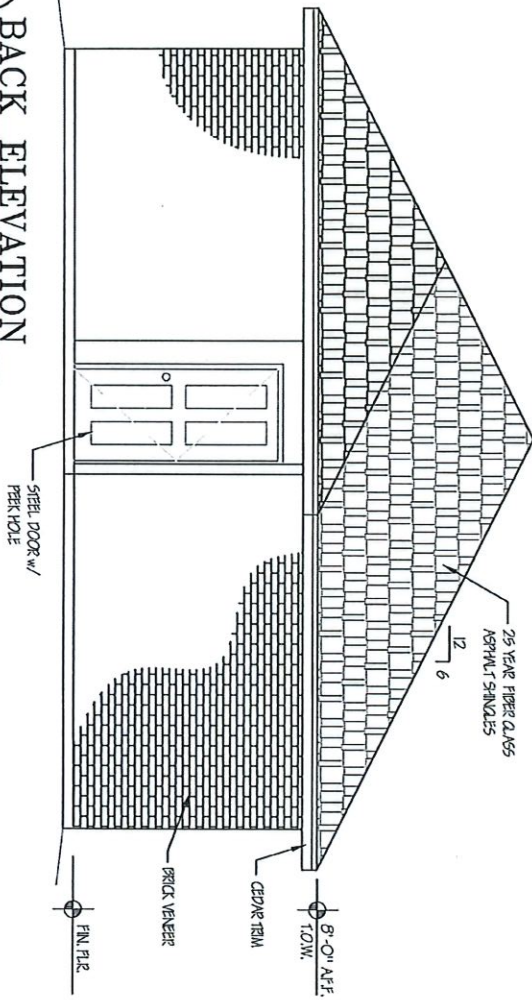 25 YEAR FIBER GLASS
ASPHALT SHINGLES
12
6
8'-0" A.F.F.
T.O.W.
CEDAR TRIM
BRICK VENEER
FIN. FLR.
STEEL DOOR w/
PEEK HOLE
BACK ELEVATION